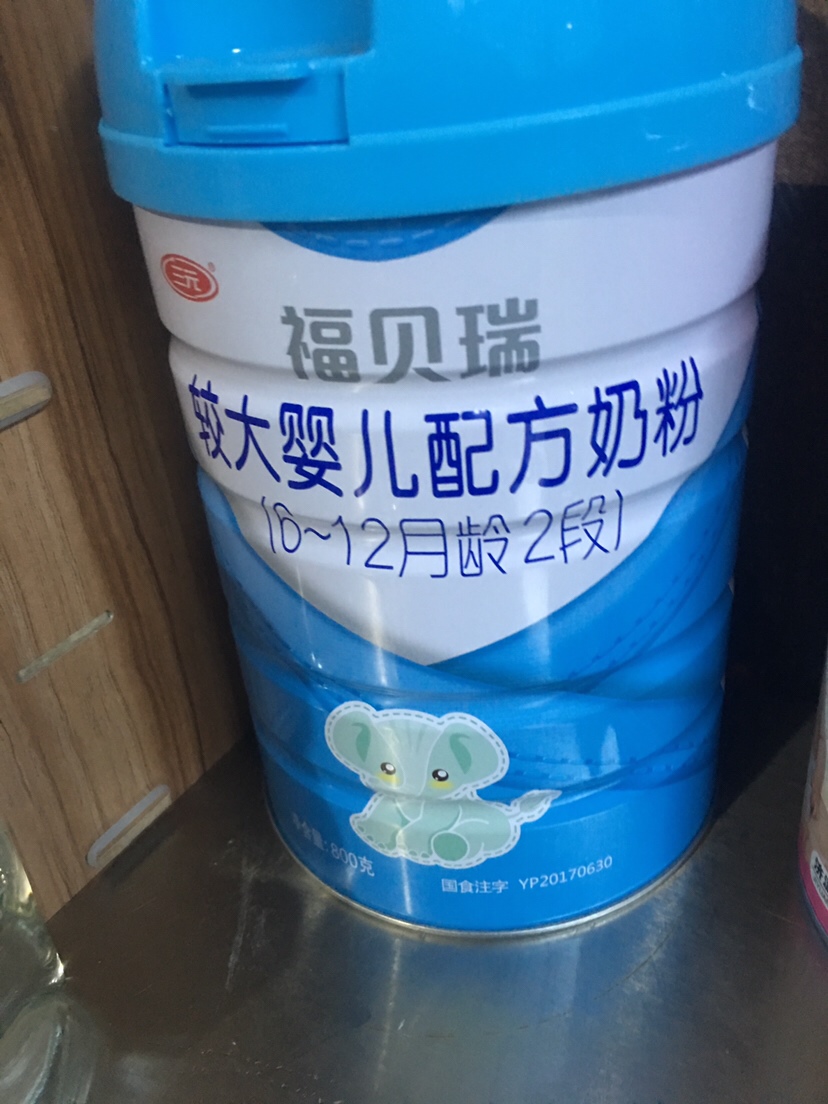 三元®
福贝瑞
较大婴儿配方奶粉
(6~12月龄2段)
净含量:800克
国食注字 YP20170630